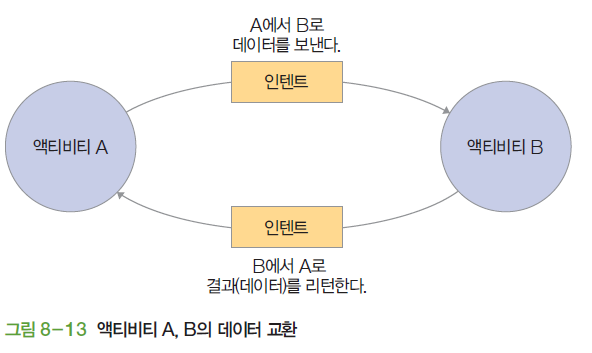 A에서 B로
데이터를 보낸다.
인텐트
액티비티 A
액티비티 B
인텐트
B에서 A로
결과(데이터)를 리턴한다.
그림 8-13 액티비티 A, B의 데이터 교환